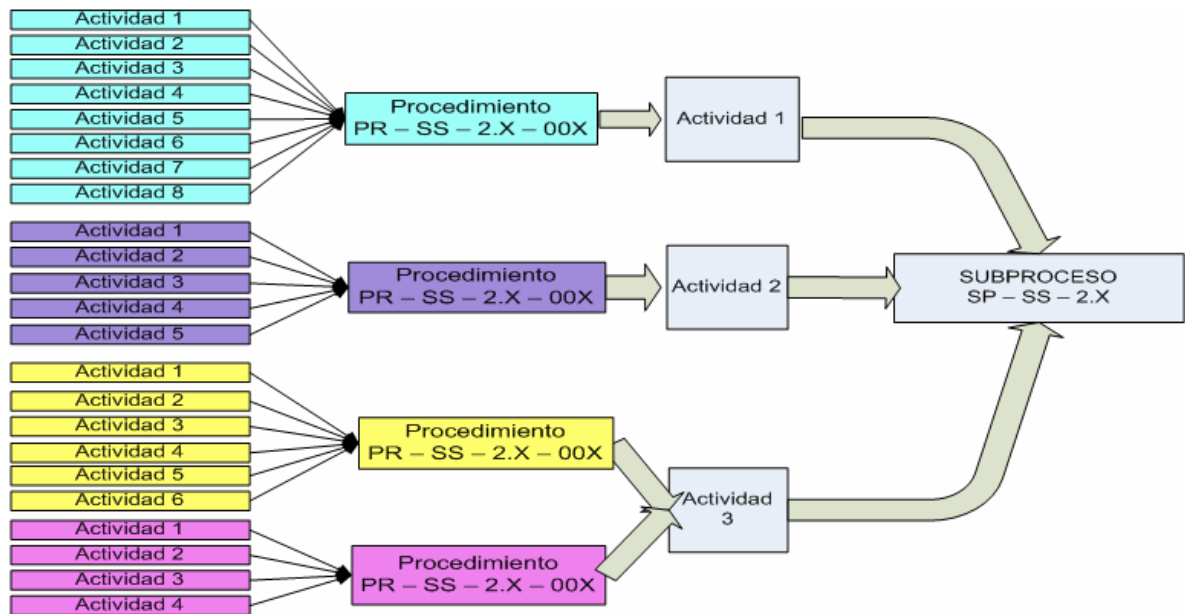 Actividad 1
Actividad 2
Actividad 3
Actividad 4
Actividad 5
Actividad 6
Actividad 7
Actividad 8
Procedimiento
PR – SS – 2.X – 00X
Actividad 1
Actividad 1
Actividad 2
Actividad 3
Actividad 4
Actividad 5
Procedimiento
PR – SS – 2.X – 00X
Actividad 2
SUBPROCESO
SP – SS – 2.X
Actividad 1
Actividad 2
Actividad 3
Actividad 4
Actividad 5
Actividad 6
Procedimiento
PR – SS – 2.X – 00X
Actividad
3
Actividad 1
Actividad 2
Actividad 3
Actividad 4
Procedimiento
PR – SS – 2.X – 00X